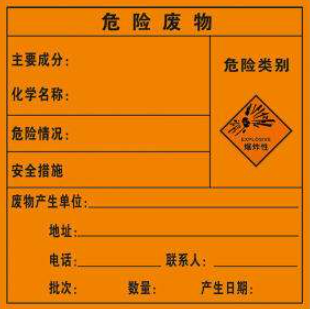 危险废物
主要成分：
化学名称：
危险类别
EXPLOSIVE
爆炸性
危险情况：
安全措施
废物产生单位：
地址：
电话： 联系人：
批次： 数量： 产生日期：